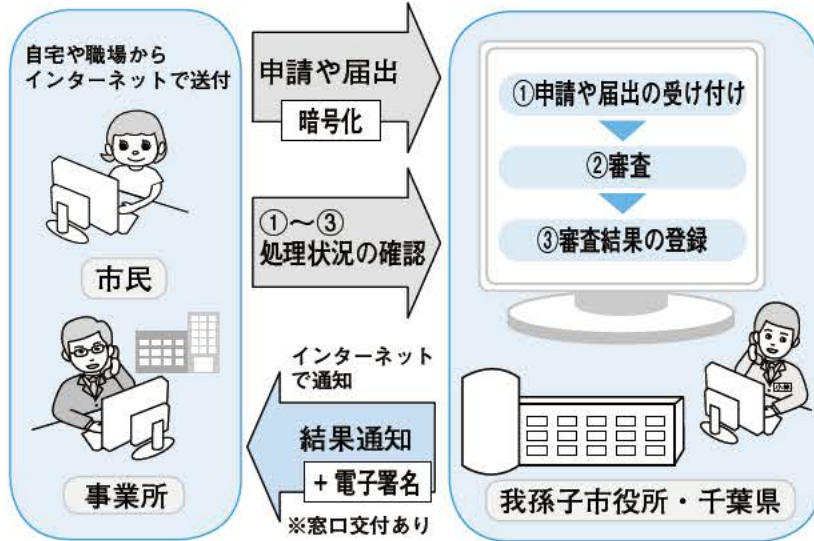 自宅や職場から
インターネットで送付
市民
事業所
申請や届出
暗号化
①～③
処理状況の確認
インターネット
で通知
結果通知
+電子署名
※窓口交付あり
①申請や届出の受け付け
②審査
③審査結果の登録
我孫子市役所・千葉県